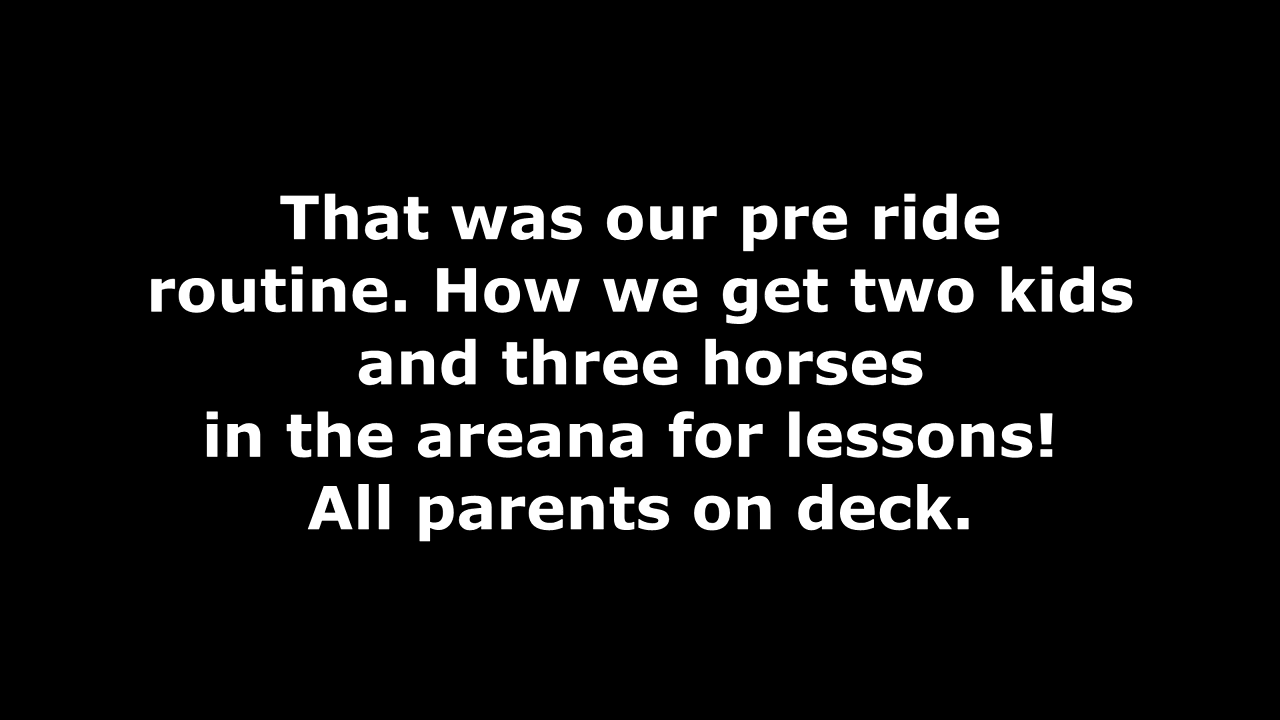 That was our pre ride
routine. How we get two kids
and three horses
in the areana for lessons!
All parents on deck.